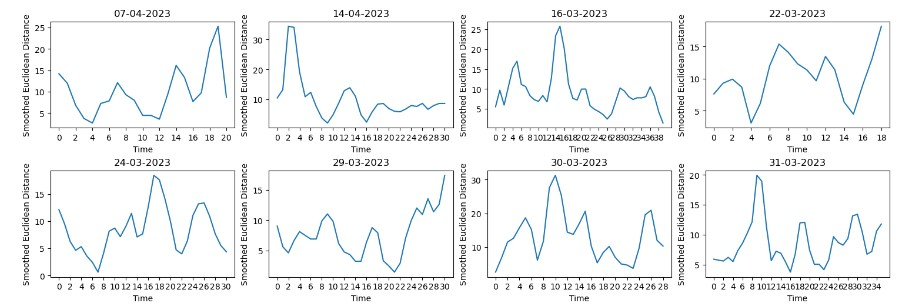 07-04-2023
Smoothed Euclidean Distance
25
20
15
10
5
0 2 4 6 8 10 12 14 16 18 20
Time
14-04-2023
Smoothed Euclidean Distance
30
20
10
0 2 4 6 8 10 12 14 16 18 20 22 24 26 28 30
Time
16-03-2023
Smoothed Euclidean Distance
25
20
15
10
5
0 2 4 6 8 10 12 14 16 18 20 22 24 26 28 30 32 34 36 38
Time
22-03-2023
Smoothed Euclidean Distance
15
10
5
0 2 4 6 8 10 12 14 16 18
Time
24-03-2023
Smoothed Euclidean Distance
15
10
5
0
0 2 4 6 8 10 12 14 16 18 20 22 24 26 28 30
Time
29-03-2023
Smoothed Euclidean Distance
15
10
5
0 2 4 6 8 10 12 14 16 18 20 22 24 26 28 30
Time
30-03-2023
Smoothed Euclidean Distance
30
20
10
0 2 4 6 8 10 12 14 16 18 20 22 24 26 28
Time
31-03-2023
Smoothed Euclidean Distance
20
15
10
5
0 2 4 6 8 10 12 14 16 18 20 22 24 26 28 30 32 34
Time